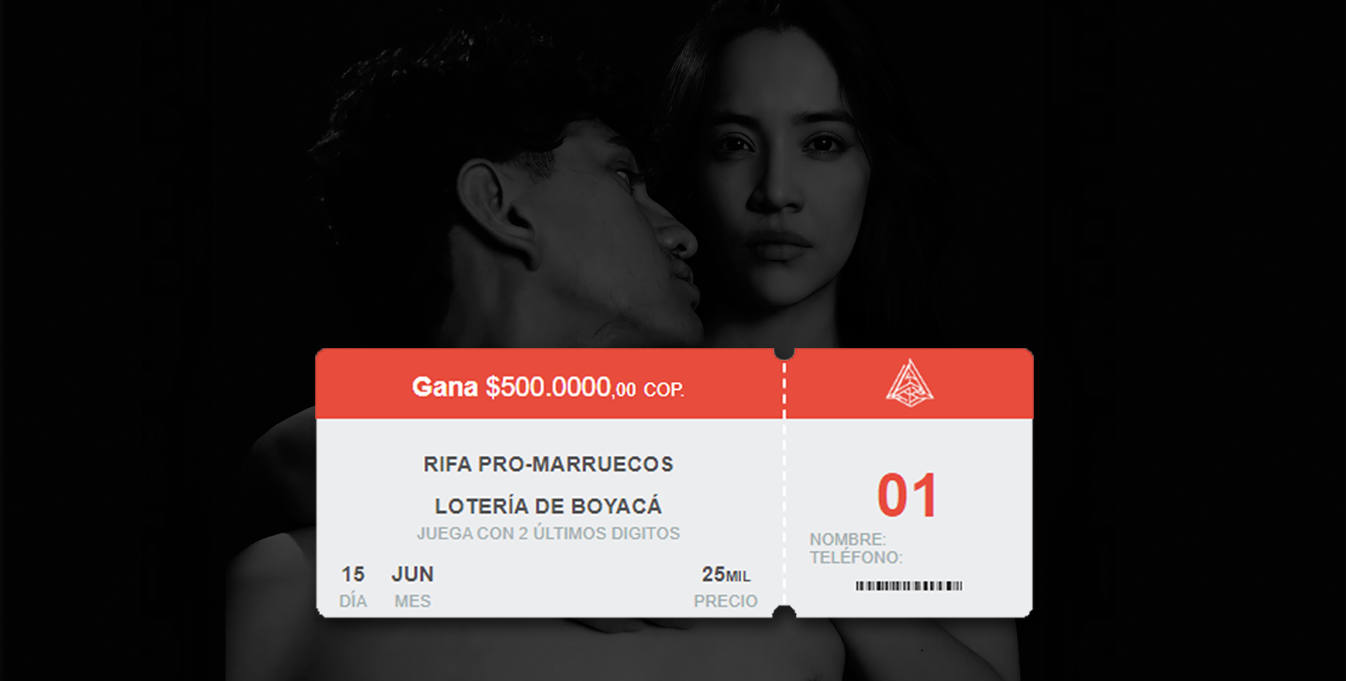 Gana $500.0000,00 COP.
RIFA PRO-MARRUECOS
LOTERÍA DE BOYACÁ
JUEGA CON 2 ÚLTIMOS DIGITOS
15 JUN 25MIL
DÍA MES PRECIO
01
NOMBRE:
TELÉFONO: